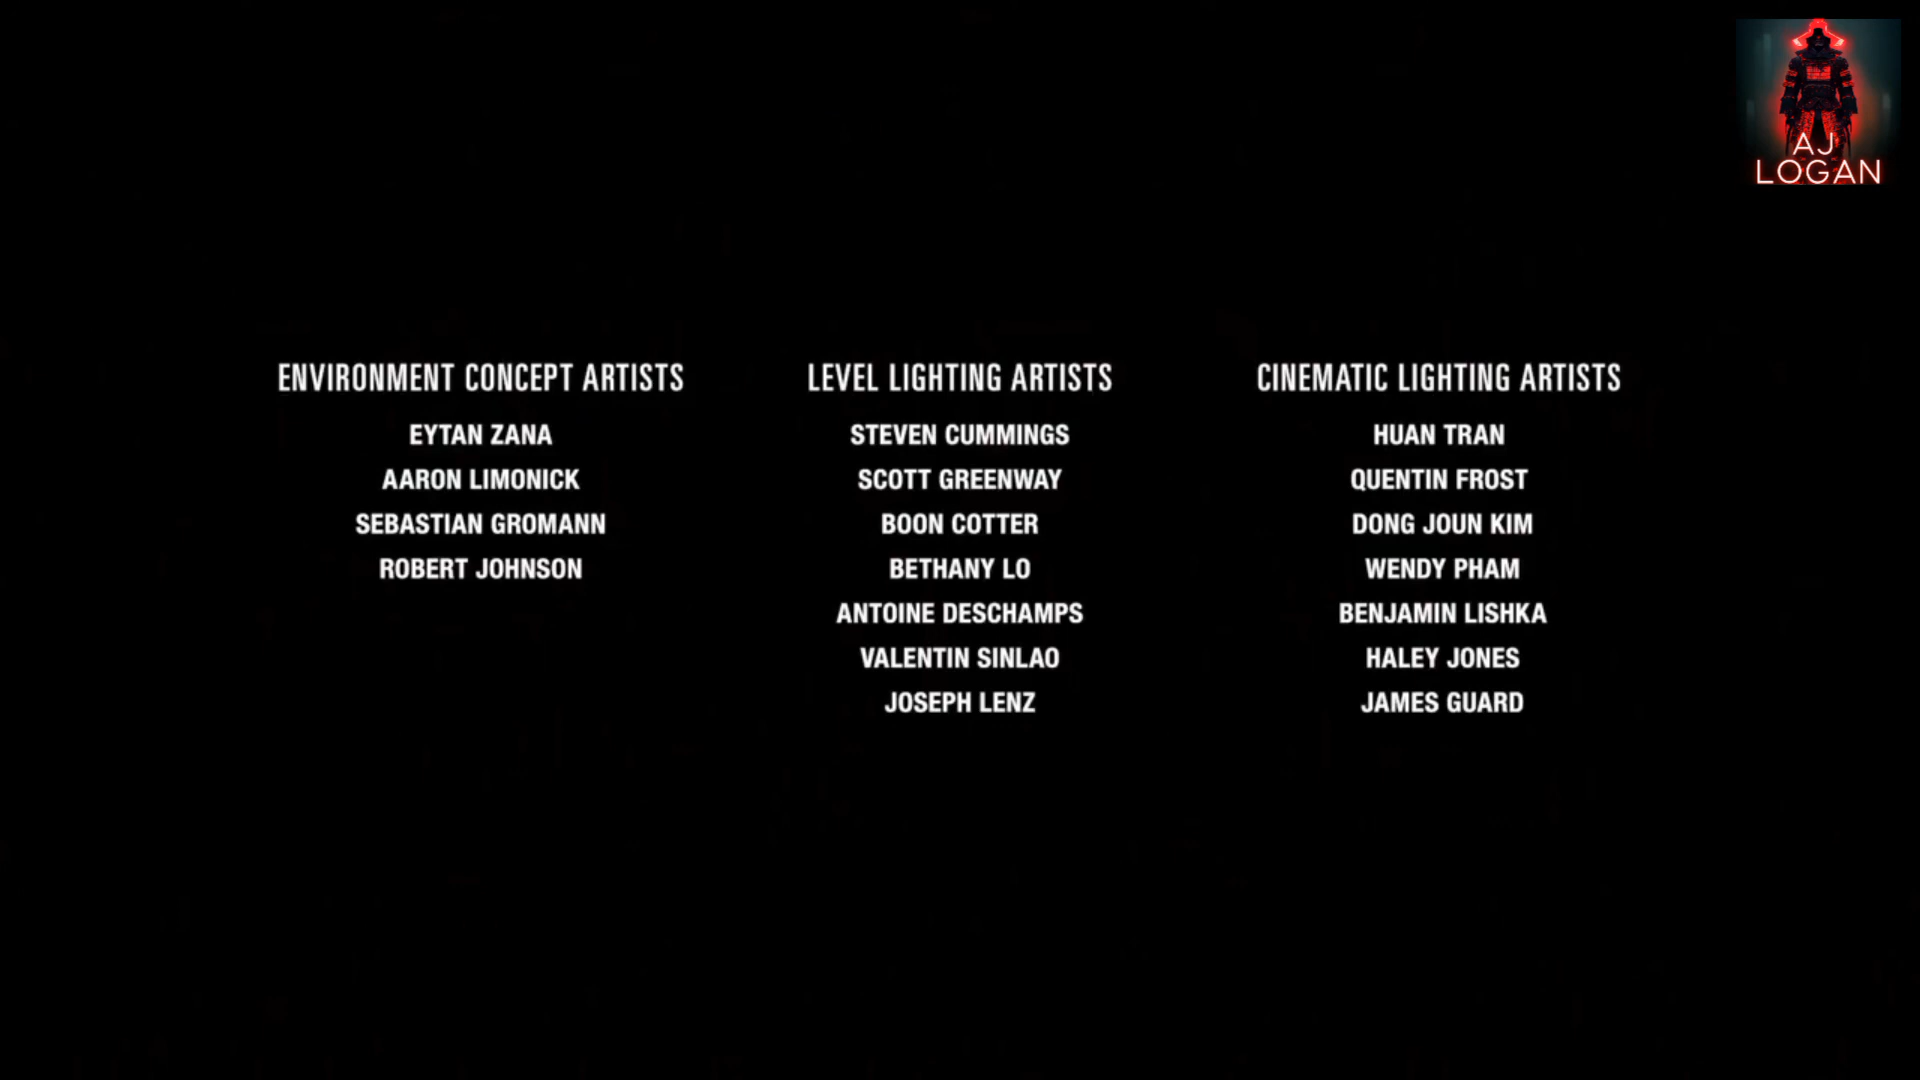 AJ
LOGAN
ENVIRONMENT CONCEPT ARTISTS
EYTAN ZANA
AARON LIMONICK
SEBASTIAN GROMANN
ROBERT JOHNSON
LEVEL LIGHTING ARTISTS
STEVEN CUMMINGS
SCOTT GREENWAY
BOON COTTER
BETHANY LO
ANTOINE DESCHAMPS
VALENTIN SINLAO
JOSEPH LENZ
CINEMATIC LIGHTING ARTISTS
HUAN TRAN
QUENTIN FROST
DONG JOUN KIM
WENDY PHAM
BENJAMIN LISHKA
HALEY JONES
JAMES GUARD